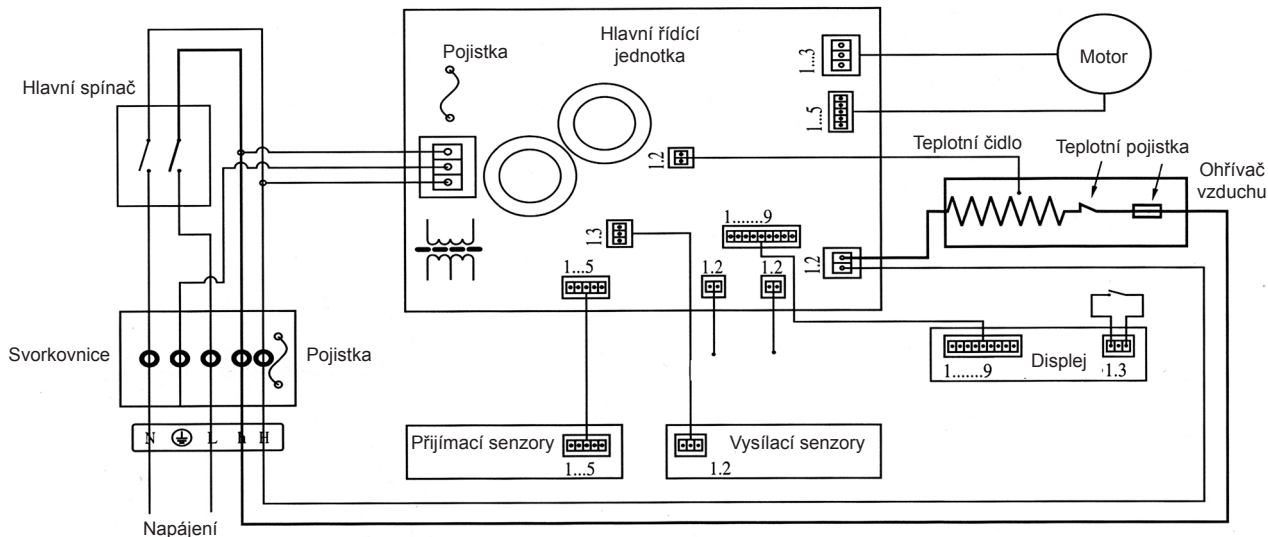 Hlavní řídící
jednotka
Pojistka
1...3
Motor
Hlavní spínač
1...5
Teplotní čidlo
Teplotní pojistka
1.2
Ohřívač
vzduchu
1.......9
1.3
1.2
1...5
1.2
1.2
Svorkovnice
Pojistka
Displej
1.......9
1.3
N
L
h
H
Přijímací senzory
Vysílací senzory
1...5
1.2
Napájení